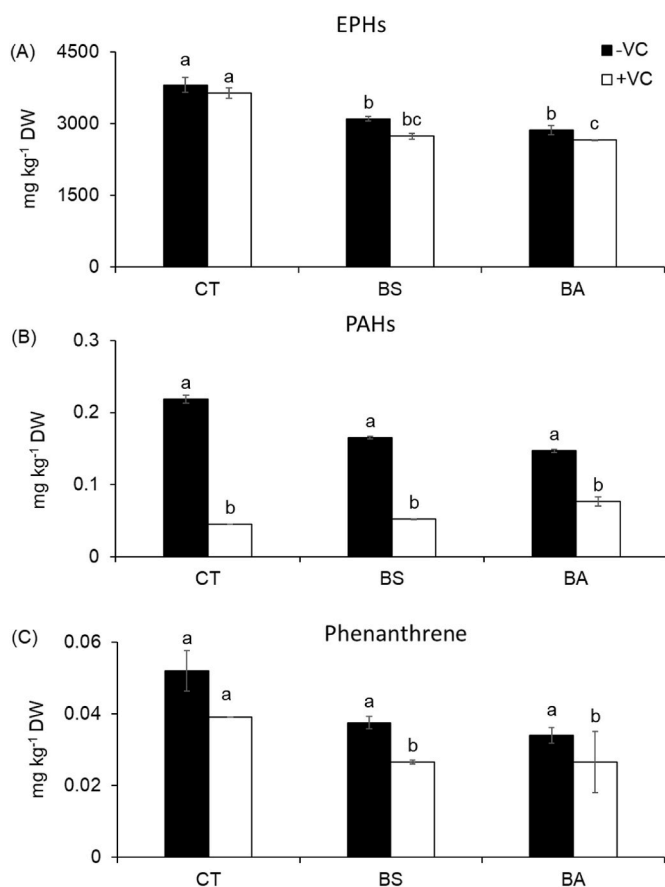 EPHs
(A)
4500
3000
1500
0
mg kg⁻¹ DW
a
a
b
bc
b
c
-VC
+VC
CT BS BA
PAHs
(B)
0.3
0.2
0.1
0
mg kg⁻¹ DW
a
b
a
b
a
b
CT BS BA
Phenanthrene
(C)
0.06
0.04
0.02
0
mg kg⁻¹ DW
a
a
a
b
a
b
CT BS BA